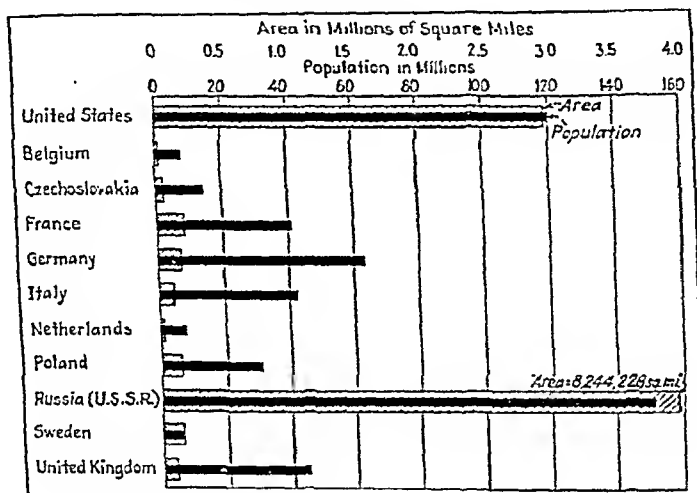 Area in Millions of Square Miles
0 0.5 1.0 1.5 2.0 2.5 3.0 3.5 4.0
Population in Millions
0 20 40 60 80 100 120 140 160
United States
Area
Population
Belgium
Czechoslovakia
France
Germany
Italy
Netherlands
Poland
Area=8,244,228 sq.mi.
Russia (U.S.S.R.)
Sweden
United Kingdom